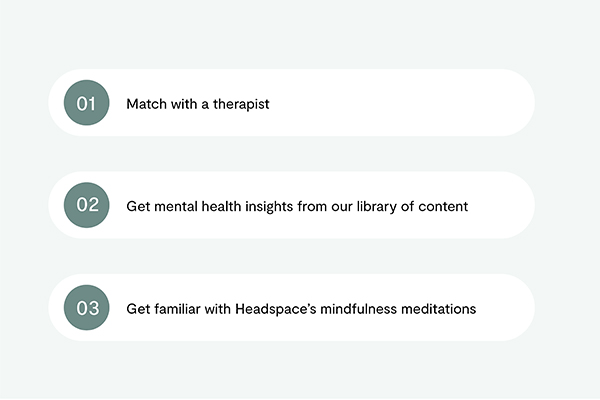 01 Match with a therapist
02 Get mental health insights from our library of content
03 Get familiar with Headspace's mindfulness meditations